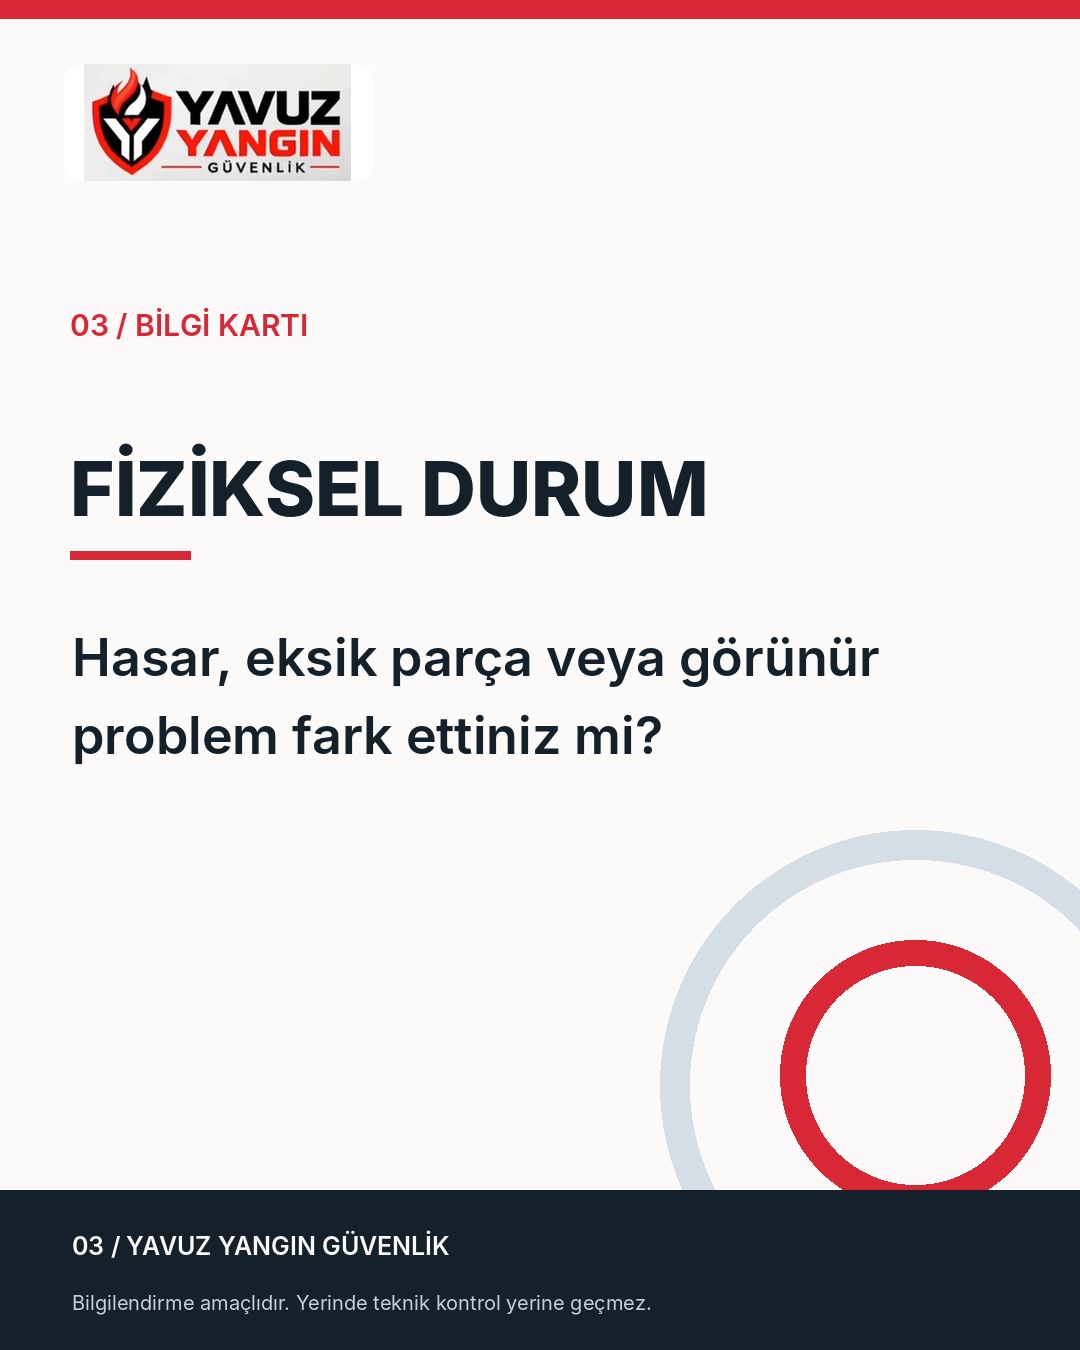 YAVUZ
YANGIN
GÜVENLİK
03 / BİLGİ KARTI
FİZİKSEL DURUM
Hasar, eksik parça veya görünür
problem fark ettiniz mi?
03 / YAVUZ YANGIN GÜVENLİK
Bilgilendirme amaçlıdır. Yerinde teknik kontrol yerine geçmez.